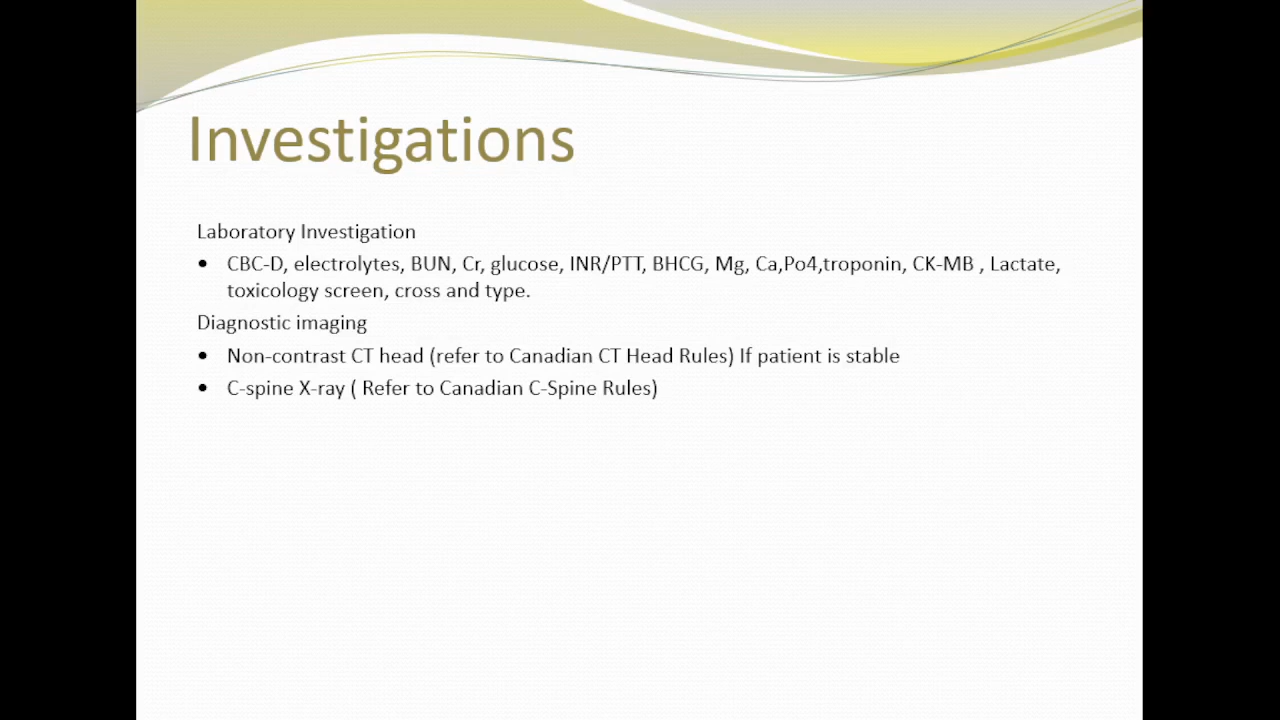 Investigations
Laboratory Investigation
• CBC-D, electrolytes, BUN, Cr, glucose, INR/PTT, BHCG, Mg, Ca,Po4,troponin, CK-MB , Lactate,
toxicology screen, cross and type.
Diagnostic imaging
• Non-contrast CT head (refer to Canadian CT Head Rules) If patient is stable
• C-spine X-ray ( Refer to Canadian C-Spine Rules)